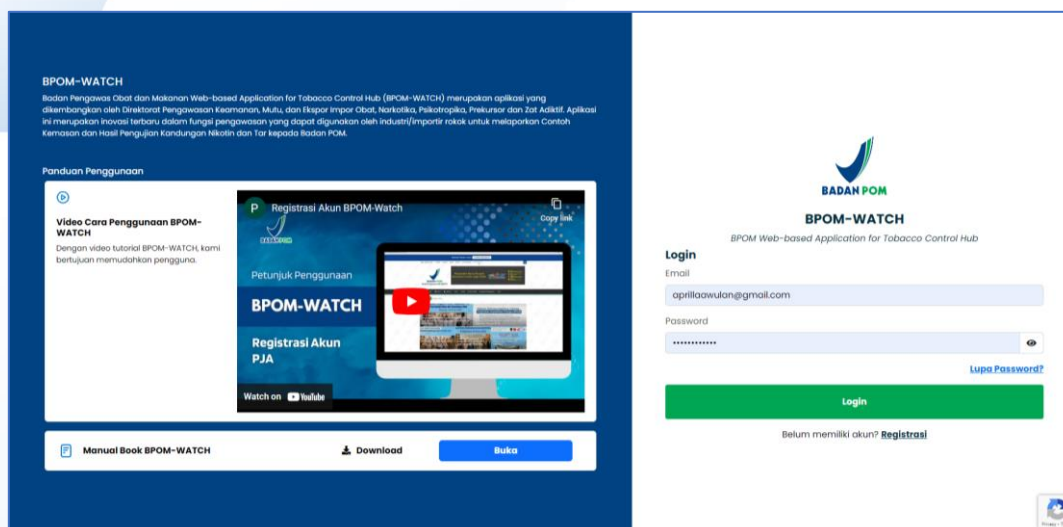 BPOM-WATCH
Badan Pengawas Obat dan Makanan Web-based Application for Tobacco Control Hub (BPOM-WATCH) merupakan aplikasi yang
dikembangkan oleh Direktorat Pengawasan Keamanan, Mutu, dan Ekspor Impor Obat, Narkotika, Psikotropika, Prekursor dan Zat Adiktif. Aplikasi
ini merupakan inovasi terbaru dalam fungsi pengawasan yang dapat digunakan oleh industri/importir rokok untuk melaporkan Contoh
Kemasan dan Hasil Pengujian Kandungan Nikotin dan Tar kepada Badan POM.
Panduan Penggunaan
Video Cara Penggunaan BPOM-
WATCH
Dengan video tutorial BPOM-WATCH, kami
bertujuan memudahkan pengguna.
P Registrasi Akun BPOM-Watch
Copy link
BADAN POM
Petunjuk Penggunaan
BPOM-WATCH
Registrasi Akun
PJA
Watch on YouTube
Manual Book BPOM-WATCH
Download
Buka
BADAN POM
BPOM-WATCH
BPOM Web-based Application for Tobacco Control Hub
Login
Email
aprillaawulan@gmail.com
Password
••••••••••••
Lupa Password?
Login
Belum memiliki akun? Registrasi